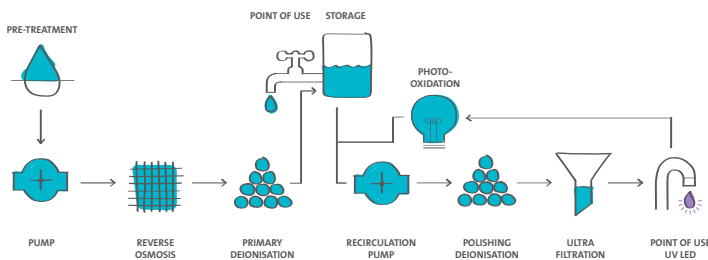 POINT OF USE
STORAGE
PRE-TREATMENT
PHOTO-
OXIDATION
PUMP
REVERSE
OSMOSIS
PRIMARY
DEIONISATION
RECIRCULATION
PUMP
POLISHING
DEIONISATION
ULTRA
FILTRATION
POINT OF USE
UV LED